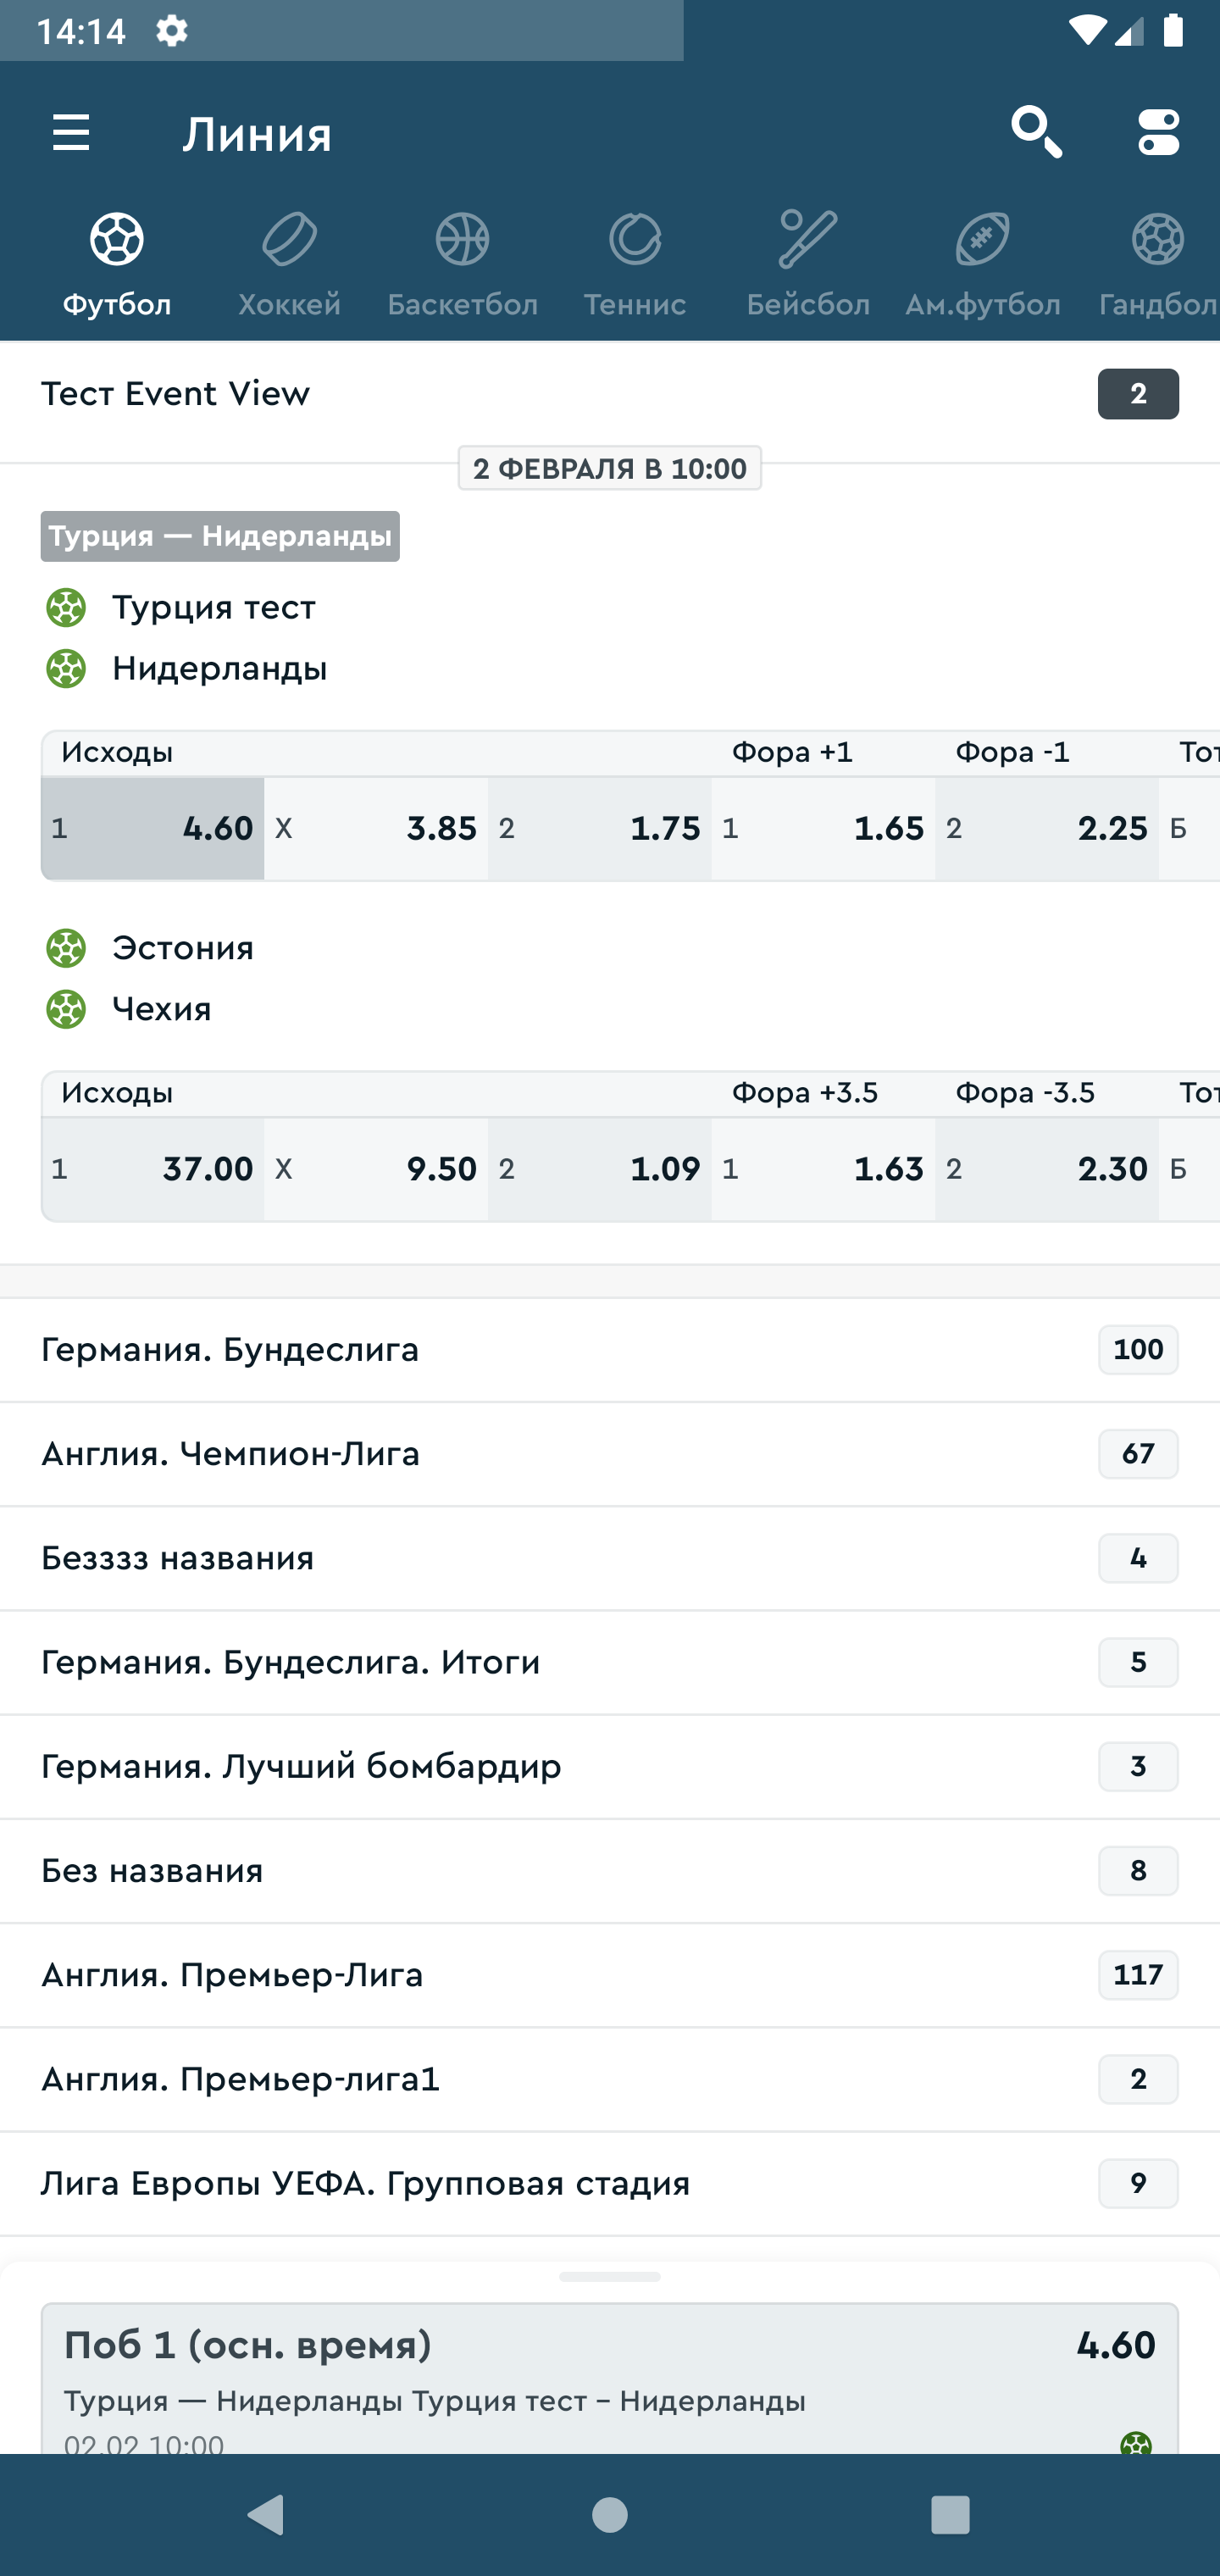 14:14
Линия
Футбол Хоккей Баскетбол Теннис Бейсбол Ам.футбол Гандбол
Тест Event View 2
2 ФЕВРАЛЯ В 10:00
Турция — Нидерланды
Турция тест
Нидерланды
Исходы Фора +1 Фора -1 Тот
1 4.60 X 3.85 2 1.75 1 1.65 2 2.25 Б
Эстония
Чехия
Исходы Фора +3.5 Фора -3.5 Тот
1 37.00 X 9.50 2 1.09 1 1.63 2 2.30 Б
Германия. Бундеслига 100
Англия. Чемпион-Лига 67
Безззз названия 4
Германия. Бундеслига. Итоги 5
Германия. Лучший бомбардир 3
Без названия 8
Англия. Премьер-Лига 117
Англия. Премьер-лига1 2
Лига Европы УЕФА. Групповая стадия 9
Поб 1 (осн. время) 4.60
Турция — Нидерланды Турция тест – Нидерланды
02.02 10:00